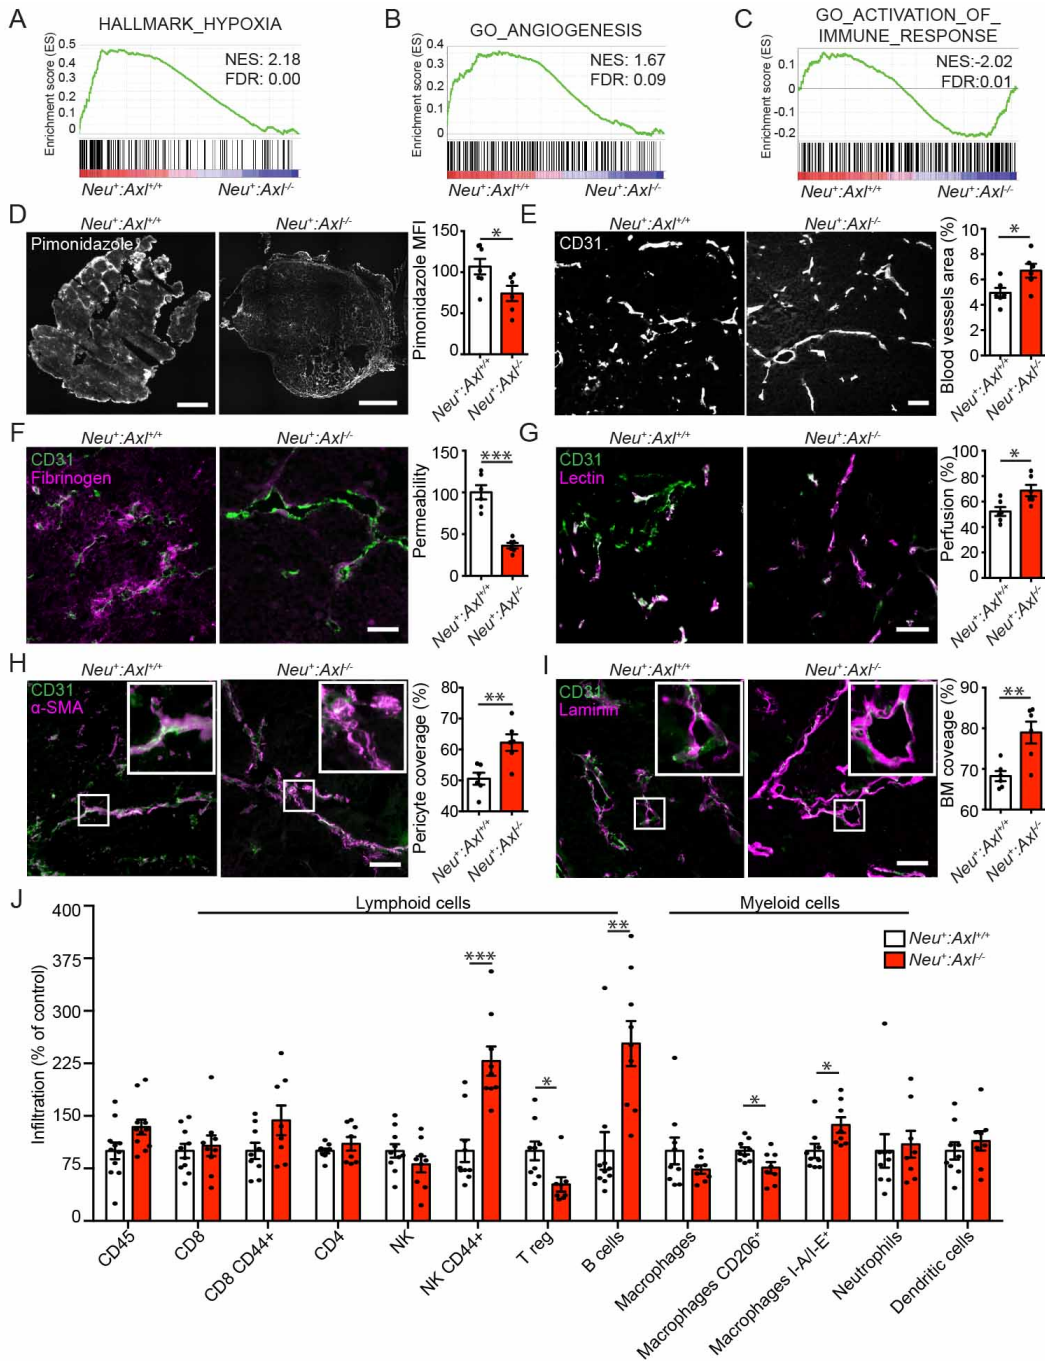 A
HALLMARK_HYPOXIA
Enrichment score (ES)
0.5
0.4
0.3
0.2
0.1
0
NES: 2.18
FDR: 0.00
Neu⁺:Axl⁺/⁺
Neu⁺:Axl⁻/⁻
B
GO_ANGIOGENESIS
Enrichment score (ES)
0.4
0.3
0.2
0.1
0
NES: 1.67
FDR: 0.09
Neu⁺:Axl⁺/⁺
Neu⁺:Axl⁻/⁻
C
GO_ACTIVATION_OF_
IMMUNE_RESPONSE
Enrichment score (ES)
0.1
0
-0.1
-0.2
NES:-2.02
FDR:0.01
Neu⁺:Axl⁺/⁺
Neu⁺:Axl⁻/⁻
D
Neu⁺:Axl⁺/⁺
Neu⁺:Axl⁻/⁻
Pimonidazole
Pimonidazole MFI
150
100
50
0
*
Neu⁺:Axl⁺/⁺
Neu⁺:Axl⁻/⁻
E
Neu⁺:Axl⁺/⁺
Neu⁺:Axl⁻/⁻
CD31
Blood vessels area (%)
10
8
6
4
2
0
*
Neu⁺:Axl⁺/⁺
Neu⁺:Axl⁻/⁻
F
Neu⁺:Axl⁺/⁺
Neu⁺:Axl⁻/⁻
CD31
Fibrinogen
Permeability
150
100
50
0
***
Neu⁺:Axl⁺/⁺
Neu⁺:Axl⁻/⁻
G
Neu⁺:Axl⁺/⁺
Neu⁺:Axl⁻/⁻
CD31
Lectin
Perfusion (%)
100
80
60
40
20
0
*
Neu⁺:Axl⁺/⁺
Neu⁺:Axl⁻/⁻
H
Neu⁺:Axl⁺/⁺
Neu⁺:Axl⁻/⁻
CD31
α-SMA
Pericyte coverage (%)
80
70
60
50
40
**
Neu⁺:Axl⁺/⁺
Neu⁺:Axl⁻/⁻
I
Neu⁺:Axl⁺/⁺
Neu⁺:Axl⁻/⁻
CD31
Laminin
BM coveage (%)
90
80
70
60
**
Neu⁺:Axl⁺/⁺
Neu⁺:Axl⁻/⁻
J
Infiltration (% of control)
400
375
300
225
150
75
0
Lymphoid cells
Myeloid cells
Neu⁺:Axl⁺/⁺
Neu⁺:Axl⁻/⁻
***
*
**
*
*
CD45
CD8
CD8 CD44+
CD4
NK
NK CD44+
T reg
B cells
Macrophages
Macrophages CD206⁺
Macrophages I-A/I-E⁺
Neutrophils
Dendritic cells